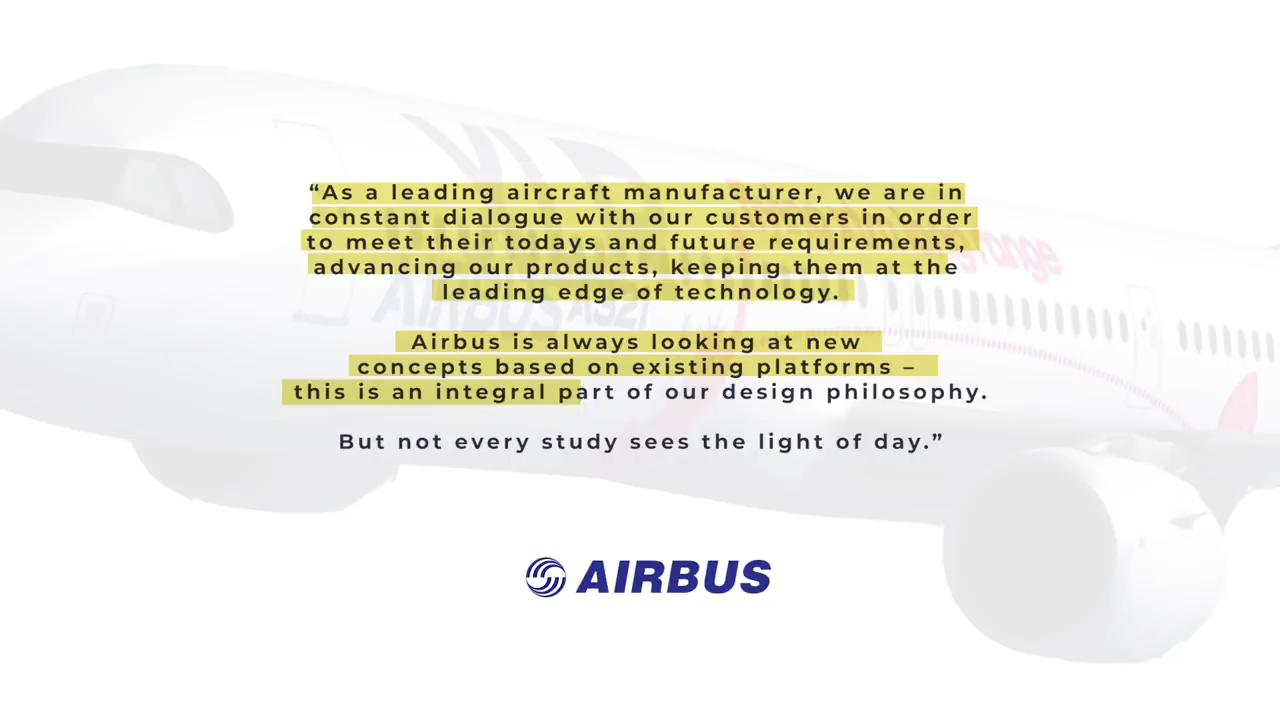 “As a leading aircraft manufacturer, we are in
constant dialogue with our customers in order
to meet their todays and future requirements,
advancing our products, keeping them at the
leading edge of technology.
Airbus is always looking at new
concepts based on existing platforms –
this is an integral part of our design philosophy.
But not every study sees the light of day.”
AIRBUS A321
AIRBUS